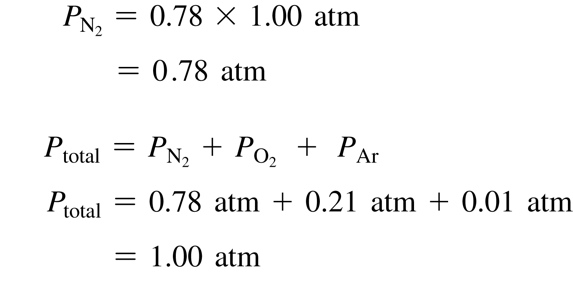 P_N₂ = 0.78 × 1.00 atm
= 0.78 atm
P_total = P_N₂ + P_O₂ + P_Ar
P_total = 0.78 atm + 0.21 atm + 0.01 atm
= 1.00 atm